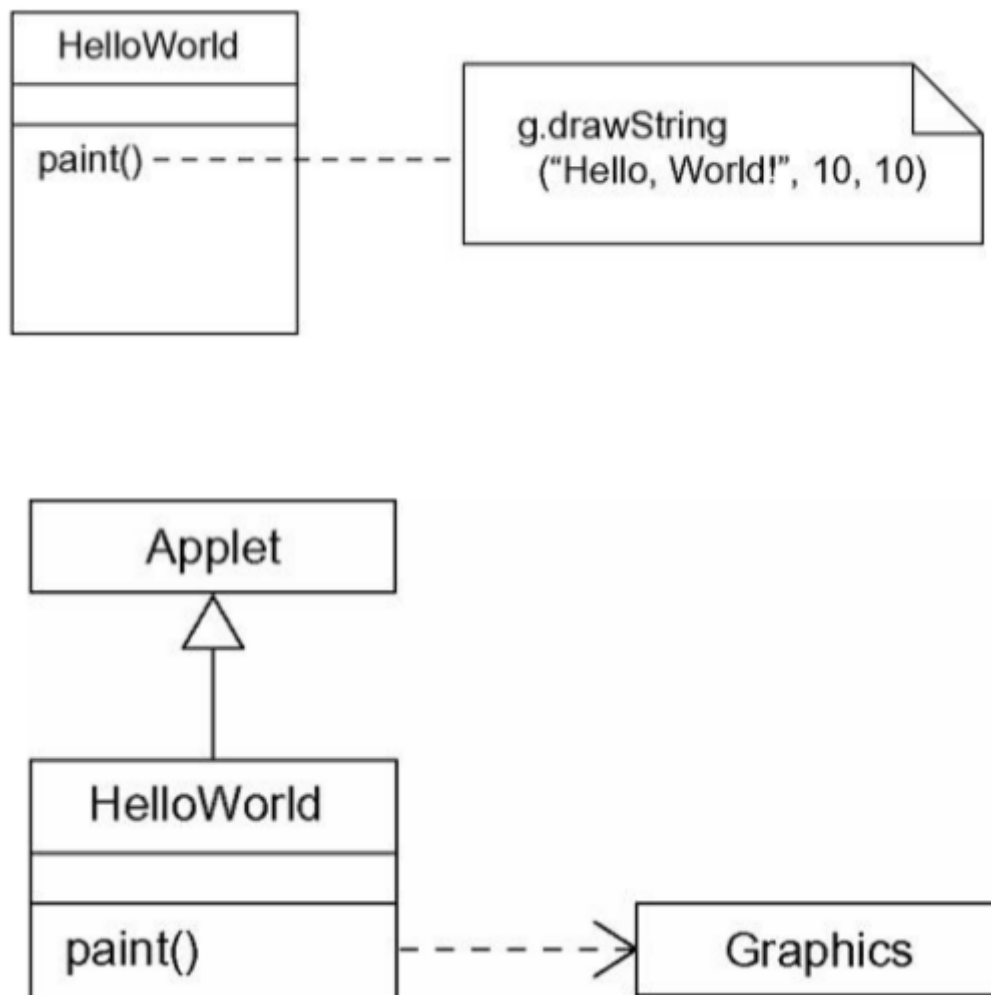 HelloWorld
paint()
g.drawString
(“Hello, World!”, 10, 10)
Applet
HelloWorld
paint()
Graphics